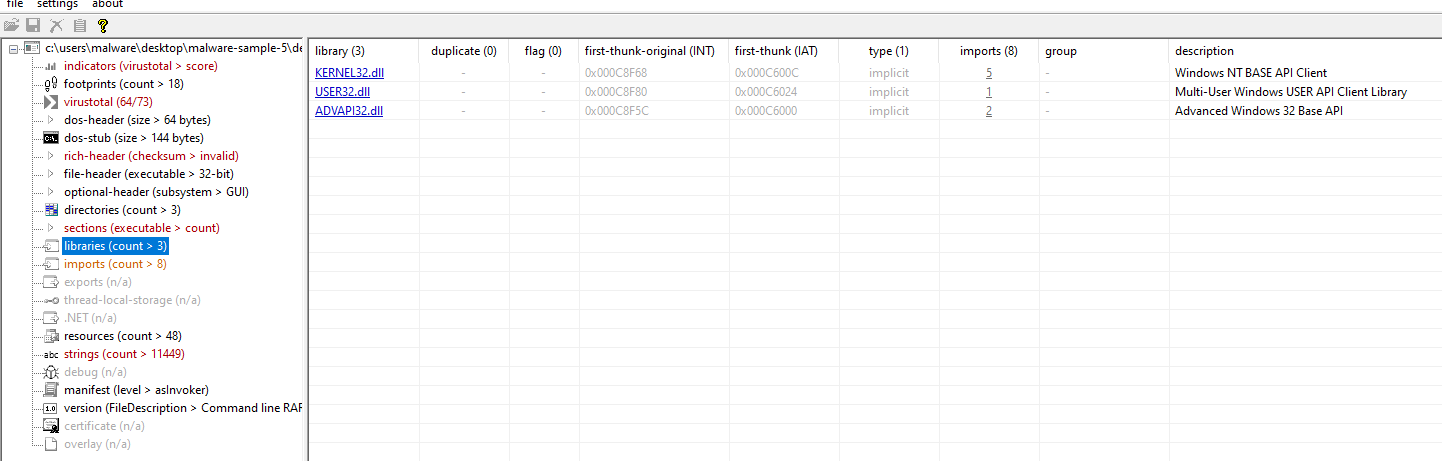 file settings about
c:\users\malware\desktop\malware-sample-5\de
indicators (virustotal > score)
footprints (count > 18)
virustotal (64/73)
dos-header (size > 64 bytes)
dos-stub (size > 144 bytes)
rich-header (checksum > invalid)
file-header (executable > 32-bit)
optional-header (subsystem > GUI)
directories (count > 3)
sections (executable > count)
libraries (count > 3)
imports (count > 8)
exports (n/a)
thread-local-storage (n/a)
.NET (n/a)
resources (count > 48)
abc strings (count > 11449)
debug (n/a)
manifest (level > asInvoker)
1.0 version (FileDescription > Command line RAR
certificate (n/a)
overlay (n/a)
library (3) duplicate (0) flag (0) first-thunk-original (INT) first-thunk (IAT) type (1) imports (8) group description
KERNEL32.dll - - 0x000C8F68 0x000C600C implicit 5 - Windows NT BASE API Client
USER32.dll - - 0x000C8F80 0x000C6024 implicit 1 - Multi-User Windows USER API Client Library
ADVAPI32.dll - - 0x000C8F5C 0x000C6000 implicit 2 - Advanced Windows 32 Base API